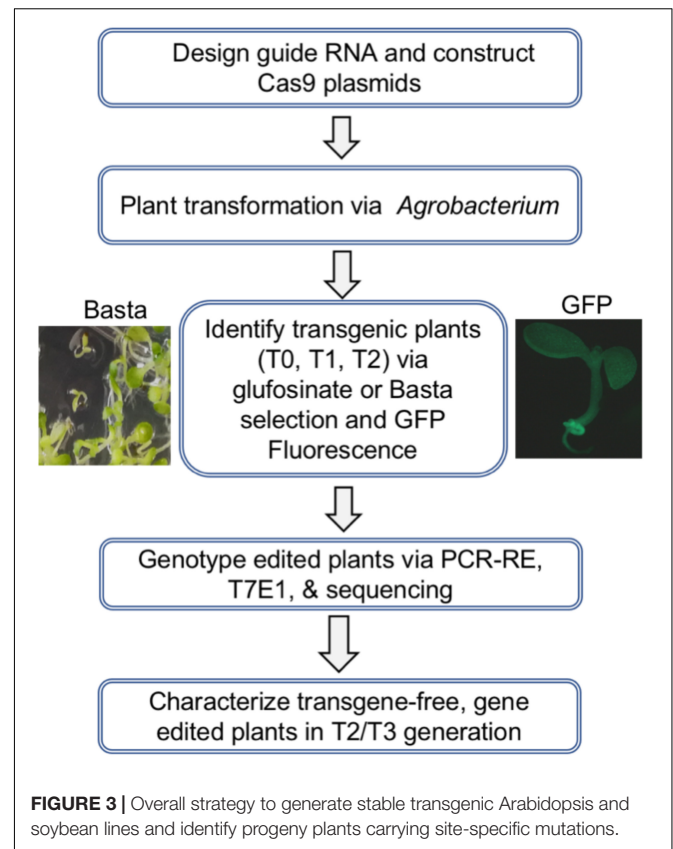 Design guide RNA and construct
Cas9 plasmids
Plant transformation via Agrobacterium
Basta
Identify transgenic plants
(T0, T1, T2) via
glufosinate or Basta
selection and GFP
Fluorescence
GFP
Genotype edited plants via PCR-RE,
T7E1, & sequencing
Characterize transgene-free, gene
edited plants in T2/T3 generation
FIGURE 3 | Overall strategy to generate stable transgenic Arabidopsis and
soybean lines and identify progeny plants carrying site-specific mutations.